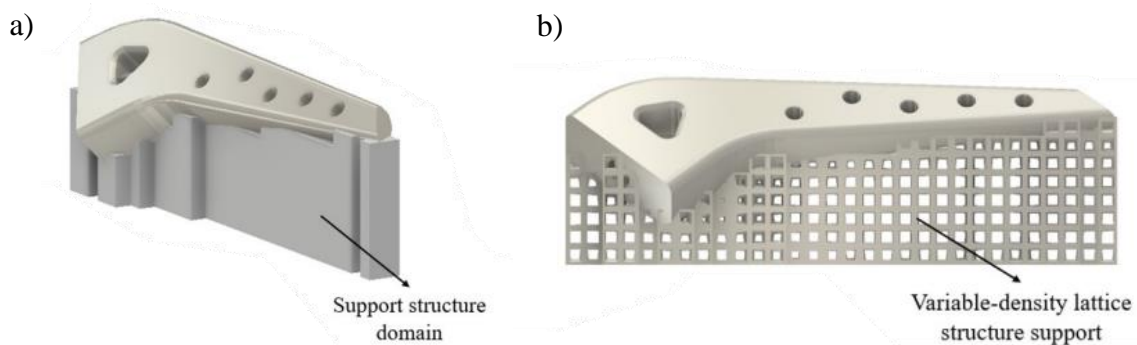 a)
b)
Support structure
domain
Variable-density lattice
structure support